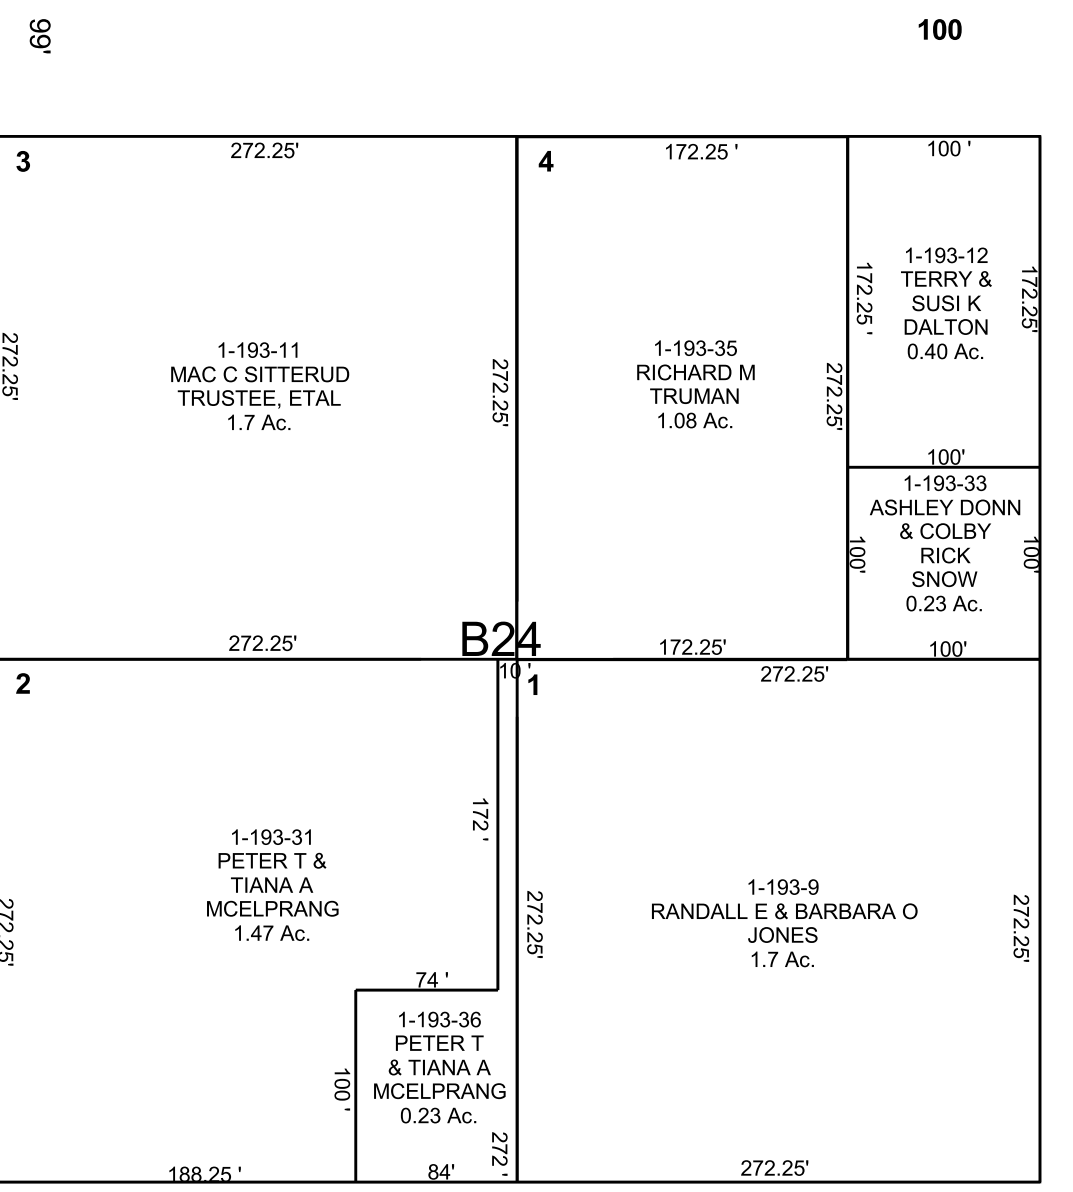 99'
100
3
272.25'
4
172.25 '
100 '
1-193-12
TERRY &
SUSI K
DALTON
0.40 Ac.
172.25 '
172.25'
272.25'
1-193-11
MAC C SITTERUD
TRUSTEE, ETAL
1.7 Ac.
272.25'
1-193-35
RICHARD M
TRUMAN
1.08 Ac.
272.25'
100'
1-193-33
ASHLEY DONN
& COLBY
RICK
SNOW
0.23 Ac.
100'
100'
272.25'
B24
172.25'
100'
2
10 '
1
272.25'
172 '
1-193-31
PETER T &
TIANA A
MCELPRANG
1.47 Ac.
272.25'
272.25'
1-193-9
RANDALL E & BARBARA O
JONES
1.7 Ac.
272.25'
74 '
1-193-36
PETER T
& TIANA A
MCELPRANG
0.23 Ac.
100 '
272 '
188.25 '
84'
272.25'